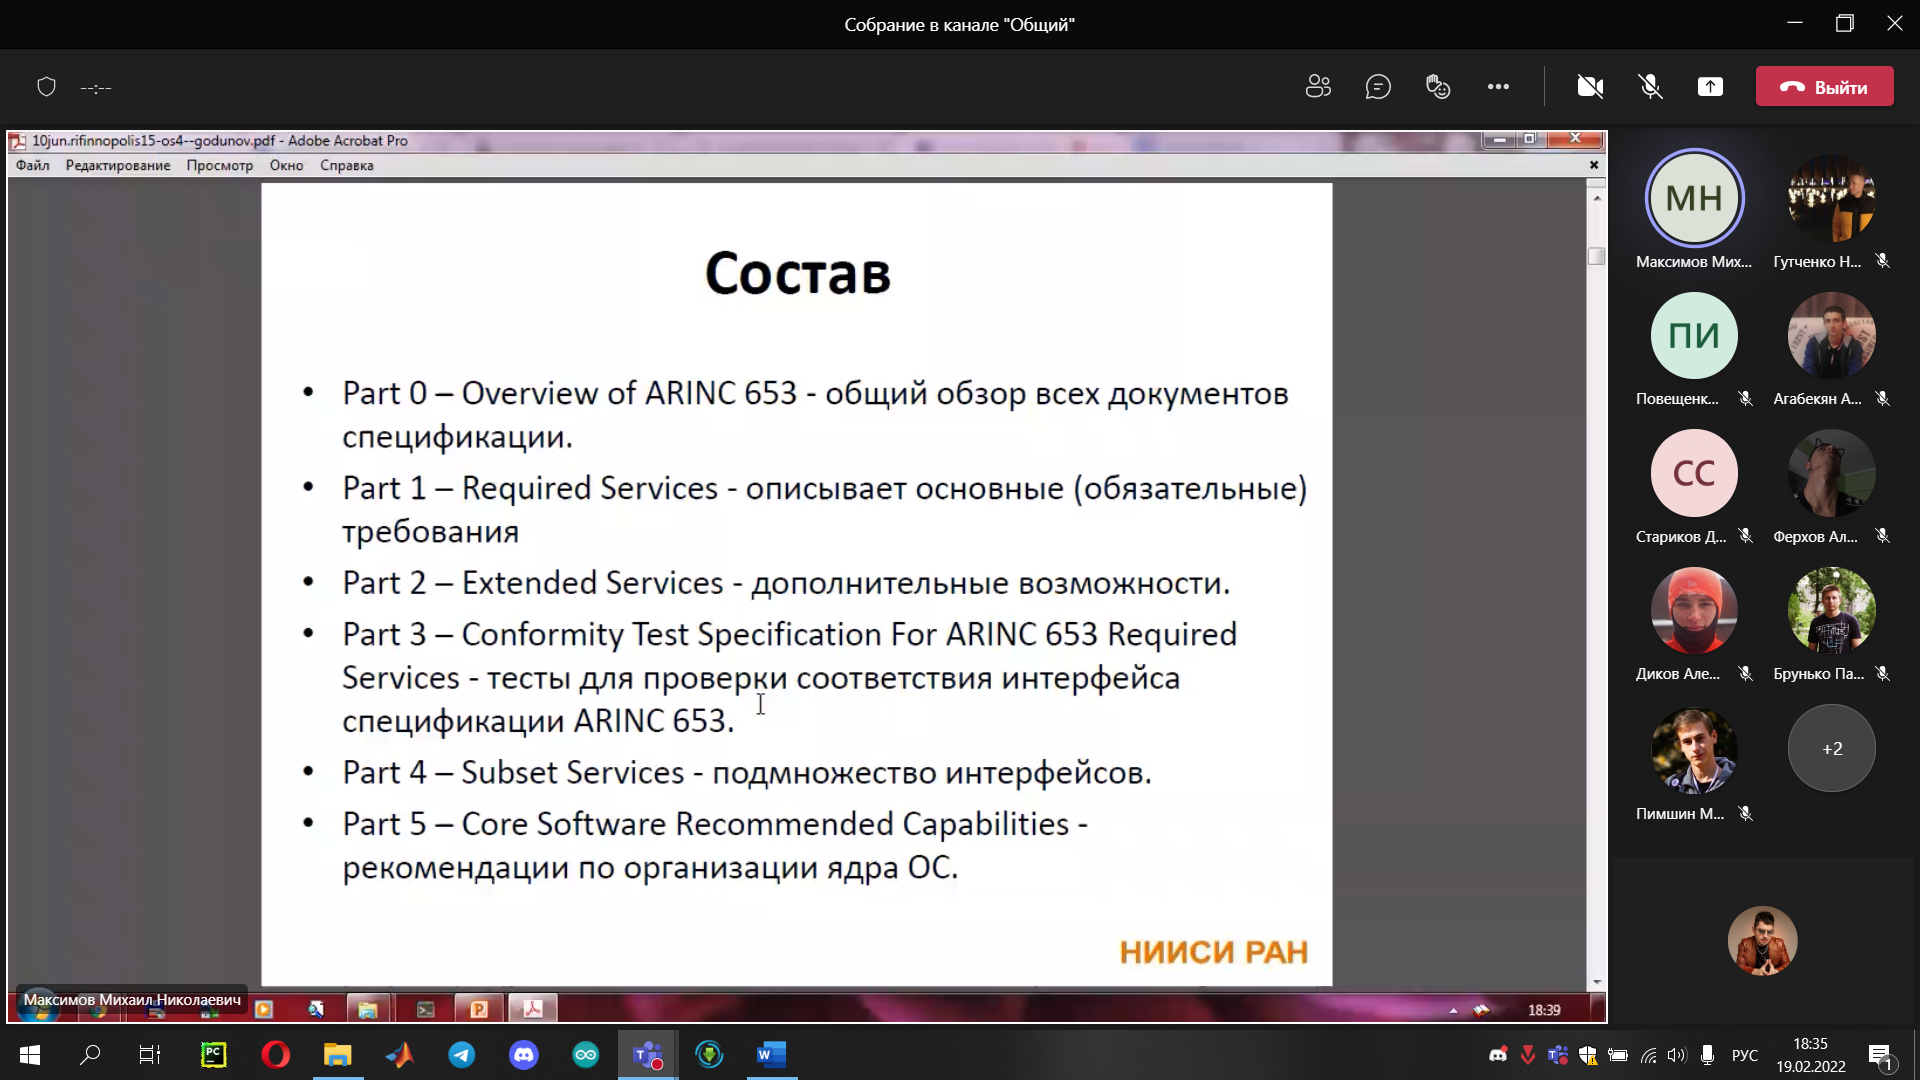 Собрание в канале "Общий"
--:--
Выйти
10jun.rifinnopolis15-os4--godunov.pdf - Adobe Acrobat Pro
Файл Редактирование Просмотр Окно Справка
Состав
• Part 0 – Overview of ARINC 653 - общий обзор всех документов
спецификации.
• Part 1 – Required Services - описывает основные (обязательные)
требования
• Part 2 – Extended Services - дополнительные возможности.
• Part 3 – Conformity Test Specification For ARINC 653 Required
Services - тесты для проверки соответствия интерфейса
спецификации ARINC 653.
• Part 4 – Subset Services - подмножество интерфейсов.
• Part 5 – Core Software Recommended Capabilities -
рекомендации по организации ядра ОС.
НИИСИ РАН
Максимов Михаил Николаевич
18:39
МН
Максимов Мих... Гутченко Н...
ПИ
Повещенк... Агабекян А...
СС
Стариков Д... Ферхов Ал...
Диков Але... Брунько Па...
+2
Пимшин М...
РУС
18:35
19.02.2022
1